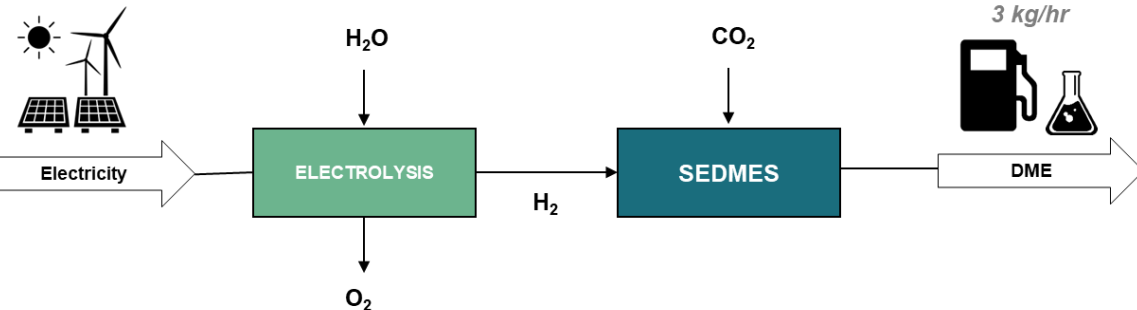 3 kg/hr
H₂O
CO₂
Electricity
ELECTROLYSIS
SEDMES
DME
H₂
O₂